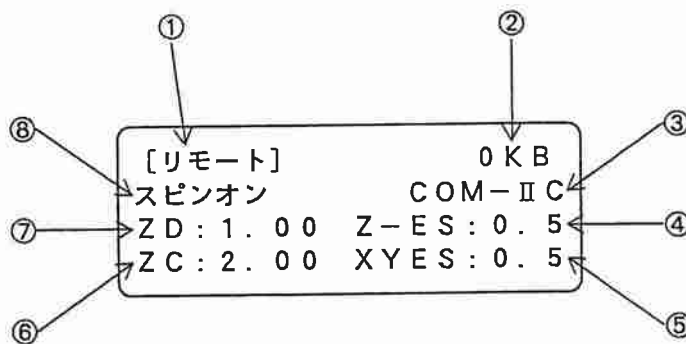 ① ②
⑧ ③
[リモート] 0KB
スピンオン COM-ⅡC
⑦ ZD:1.00 Z-ES:0.5 ④
⑥ ZC:2.00 XYES:0.5 ⑤